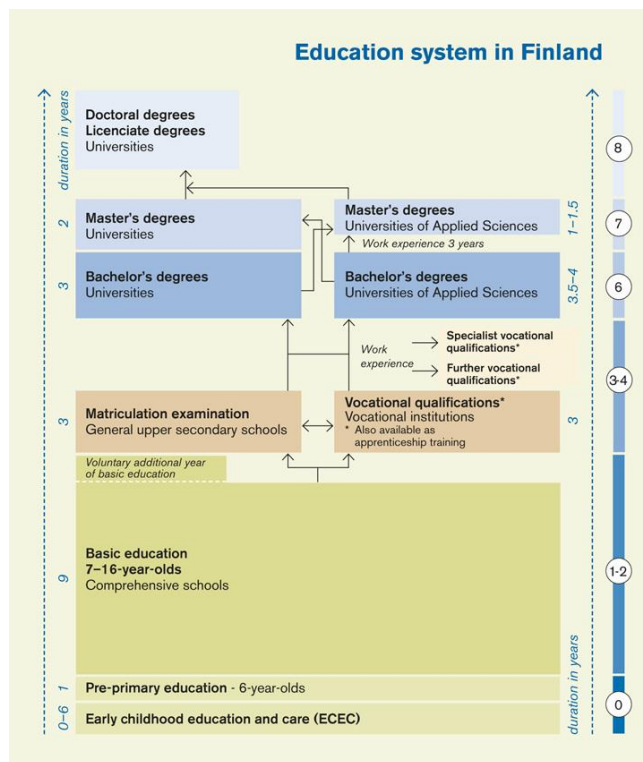 Education system in Finland
duration in years
Doctoral degrees
Licenciate degrees
Universities
8
2
Master's degrees
Universities
Master's degrees
Universities of Applied Sciences
1–1.5
7
Work experience 3 years
3
Bachelor's degrees
Universities
Bachelor's degrees
Universities of Applied Sciences
3.5–4
6
Work
experience
Specialist vocational
qualifications*
Further vocational
qualifications*
3-4
3
Matriculation examination
General upper secondary schools
Vocational qualifications*
Vocational institutions
* Also available as
apprenticeship training
3
Voluntary additional year
of basic education
9
Basic education
7–16-year-olds
Comprehensive schools
1-2
duration in years
1
Pre-primary education - 6-year-olds
0–6
Early childhood education and care (ECEC)
0